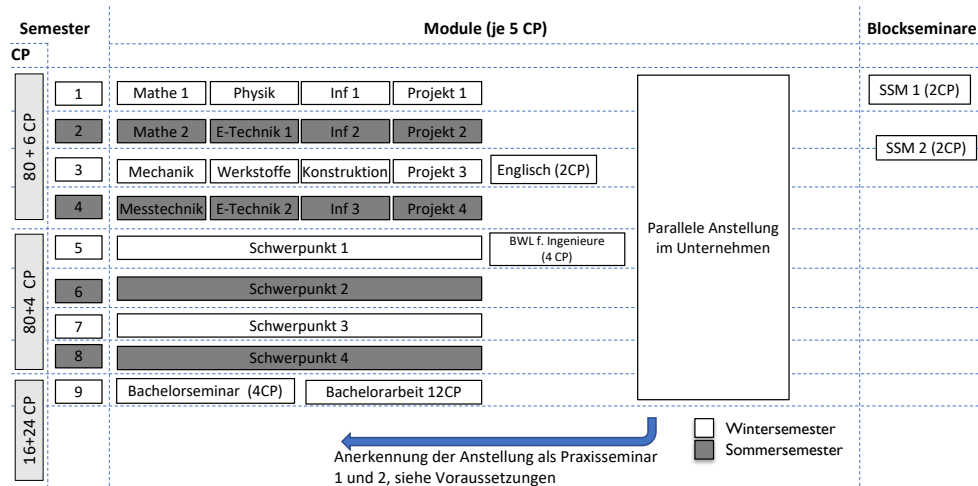 Semester
Module (je 5 CP)
Blockseminare
CP
80 + 6 CP
1
Mathe 1
Physik
Inf 1
Projekt 1
SSM 1 (2CP)
2
Mathe 2
E-Technik 1
Inf 2
Projekt 2
SSM 2 (2CP)
3
Mechanik
Werkstoffe
Konstruktion
Projekt 3
Englisch (2CP)
4
Messtechnik
E-Technik 2
Inf 3
Projekt 4
Parallele Anstellung
im Unternehmen
80+4 CP
5
Schwerpunkt 1
BWL f. Ingenieure
(4 CP)
6
Schwerpunkt 2
7
Schwerpunkt 3
8
Schwerpunkt 4
16+24 CP
9
Bachelorseminar (4CP)
Bachelorarbeit 12CP
Anerkennung der Anstellung als Praxisseminar
1 und 2, siehe Voraussetzungen
Wintersemester
Sommersemester